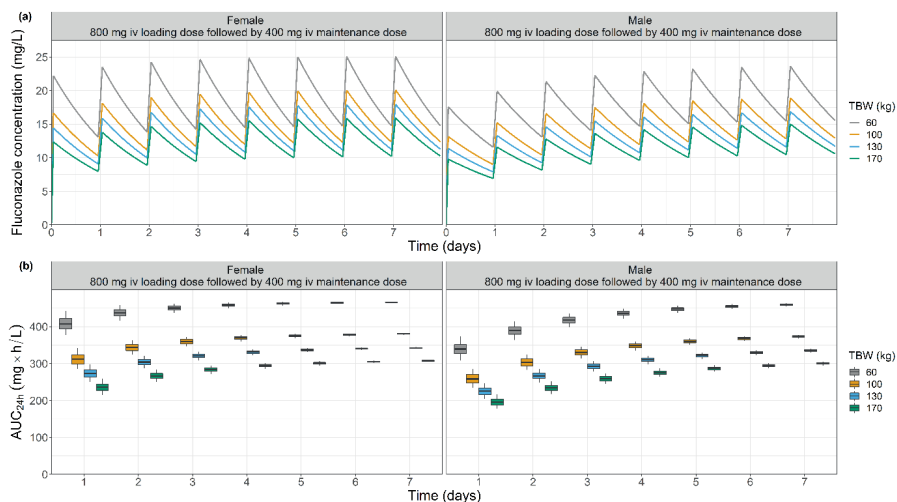 (a)
Female
800 mg iv loading dose followed by 400 mg iv maintenance dose
Male
800 mg iv loading dose followed by 400 mg iv maintenance dose
Fluconazole concentration (mg/L)
25
20
15
10
5
0
0 1 2 3 4 5 6 7
0 1 2 3 4 5 6 7
Time (days)
TBW (kg)
60
100
130
170
(b)
Female
800 mg iv loading dose followed by 400 mg iv maintenance dose
Male
800 mg iv loading dose followed by 400 mg iv maintenance dose
AUC24h (mg × h/L)
400
300
200
100
0
1 2 3 4 5 6 7
1 2 3 4 5 6 7
Time (days)
TBW (kg)
60
100
130
170